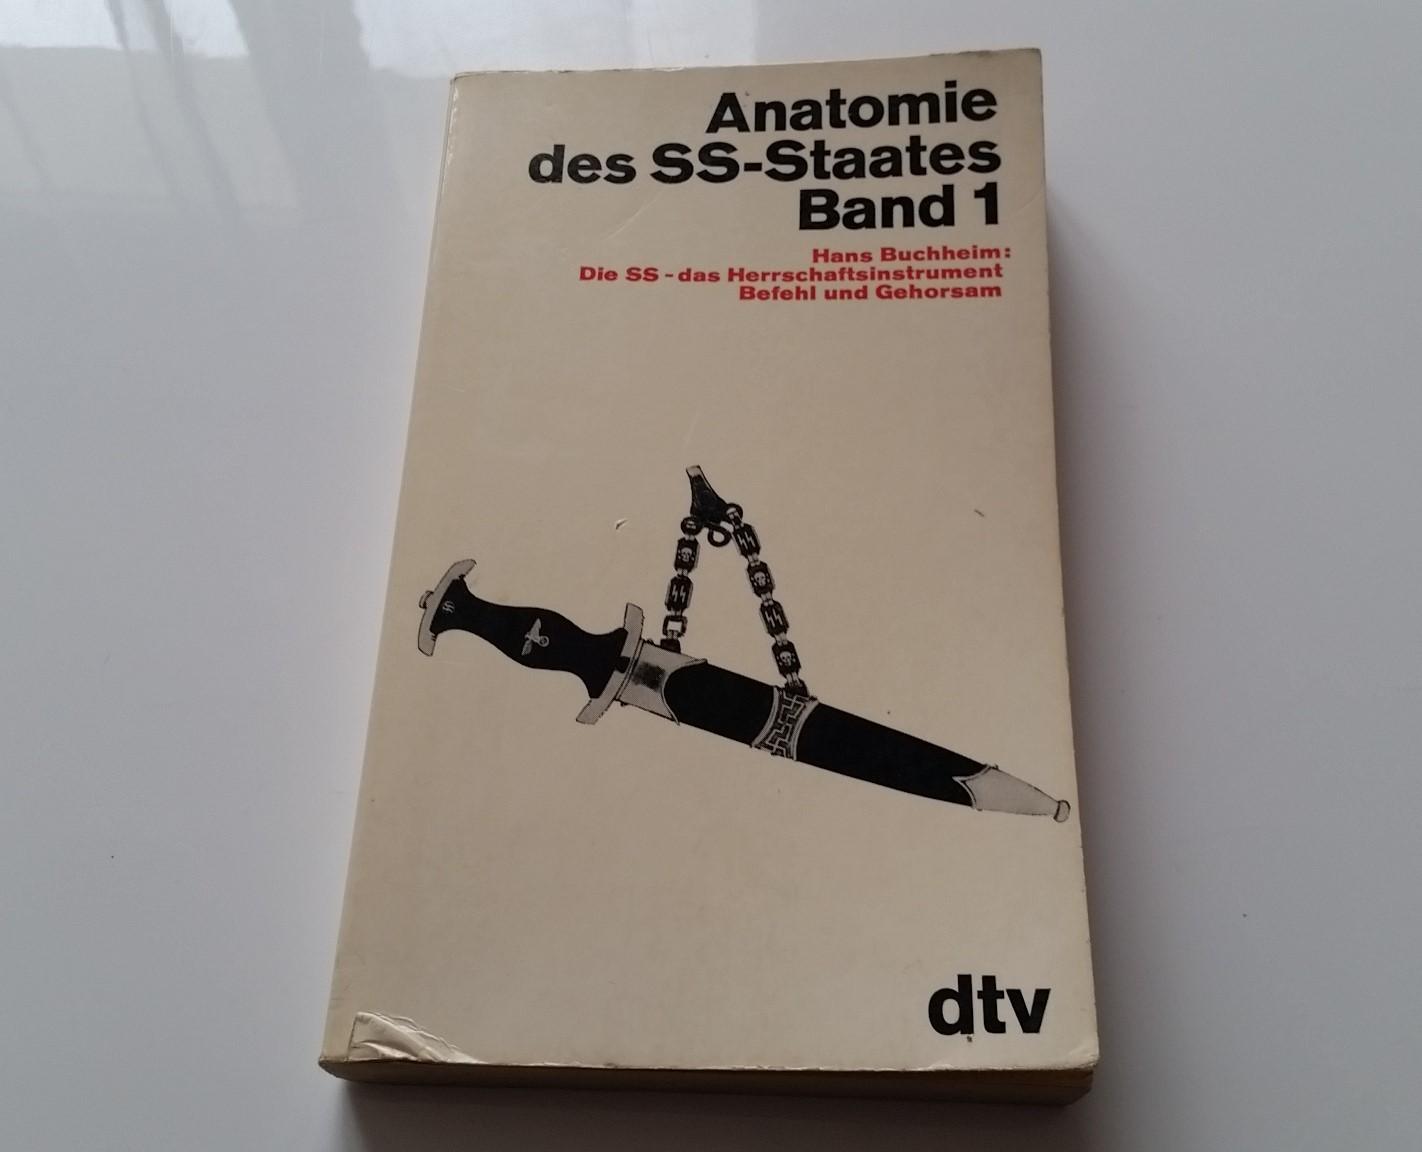 Anatomie
des SS-Staates
Band 1
Hans Buchheim:
Die SS - das Herrschaftsinstrument
Befehl und Gehorsam
dtv